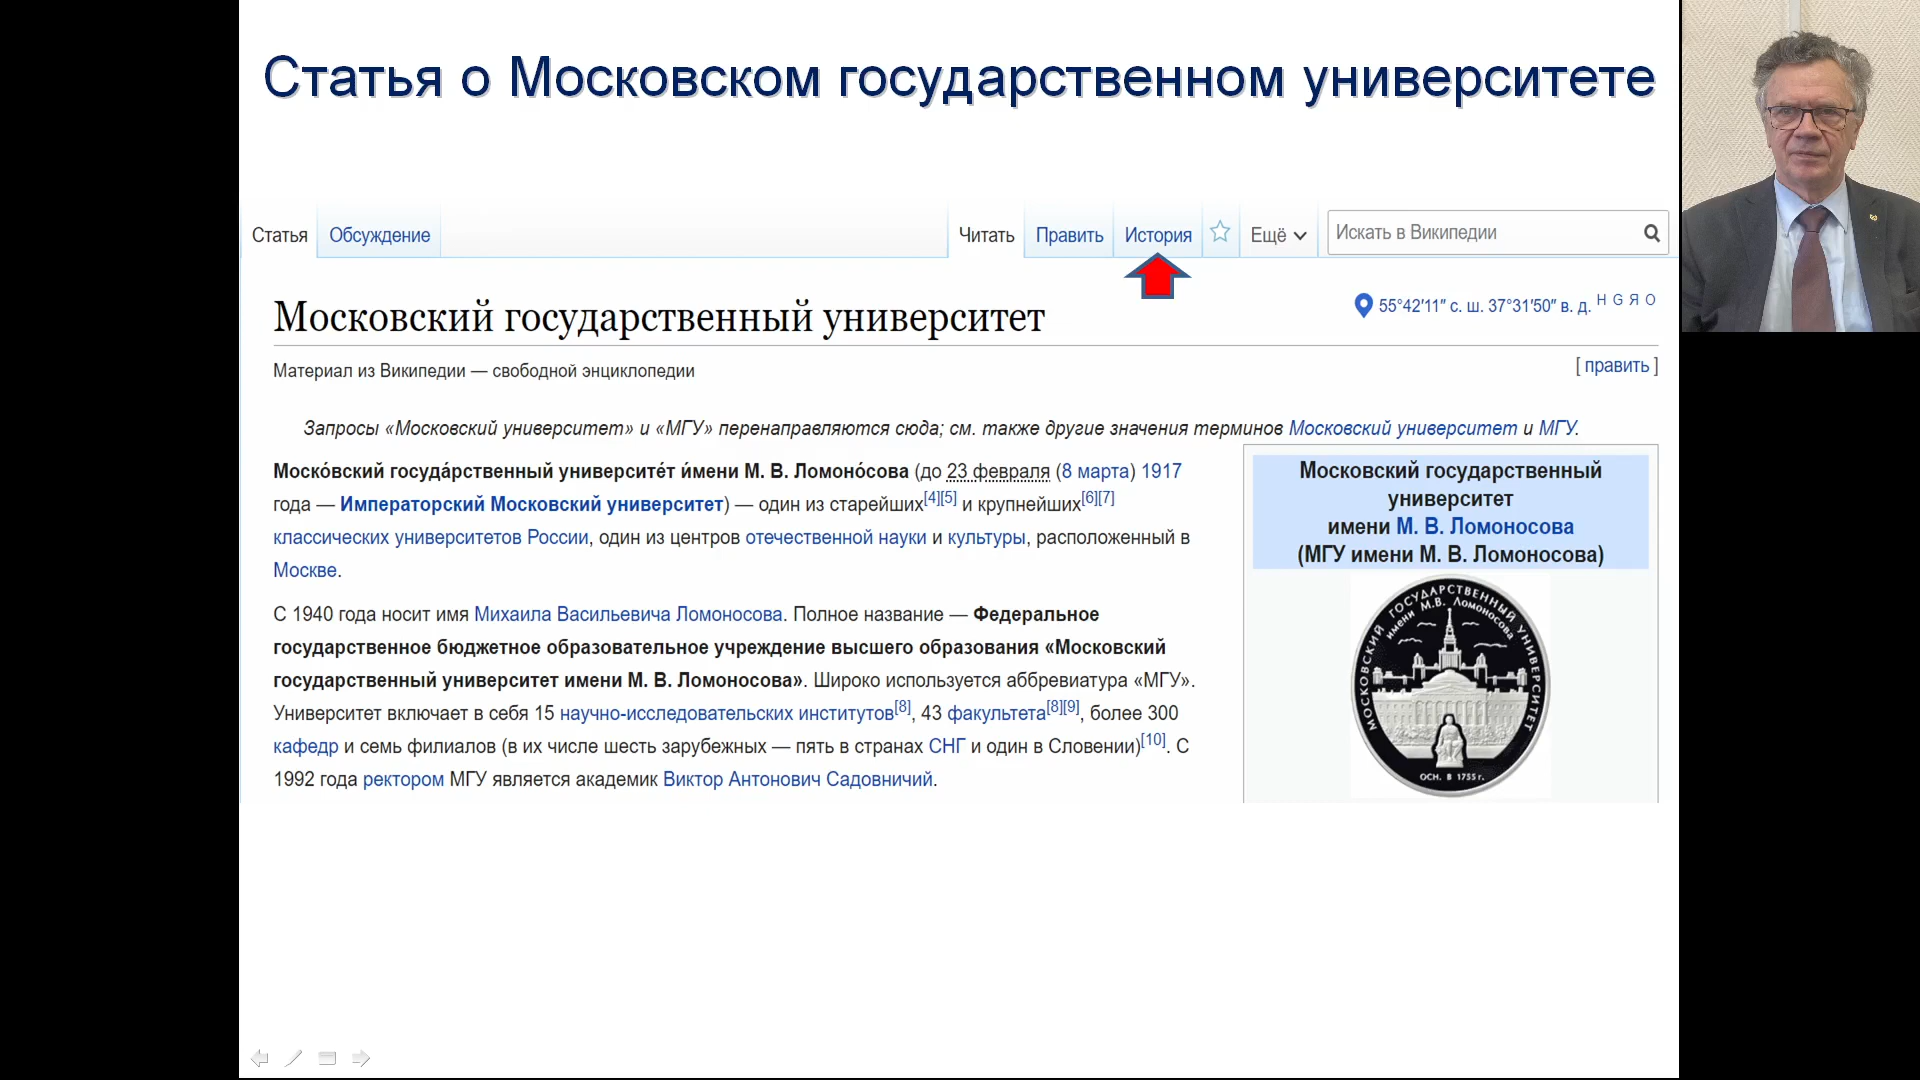 Статья о Московском государственном университете
Статья Обсуждение Читать Править История Ещё Искать в Википедии
Московский государственный университет
55°42′11″ с. ш. 37°31′50″ в. д. H G Я O
Материал из Википедии — свободной энциклопедии
[ править ]
Запросы «Московский университет» и «МГУ» перенаправляются сюда; см. также другие значения терминов Московский университет и МГУ.
Моско́вский госуда́рственный университе́т и́мени М. В. Ломоно́сова (до 23 февраля (8 марта) 1917
года — Императорский Московский университет) — один из старейших[4][5] и крупнейших[6][7]
классических университетов России, один из центров отечественной науки и культуры, расположенный в
Москве.
С 1940 года носит имя Михаила Васильевича Ломоносова. Полное название — Федеральное
государственное бюджетное образовательное учреждение высшего образования «Московский
государственный университет имени М. В. Ломоносова». Широко используется аббревиатура «МГУ».
Университет включает в себя 15 научно-исследовательских институтов[8], 43 факультета[8][9], более 300
кафедр и семь филиалов (в их числе шесть зарубежных — пять в странах СНГ и один в Словении)[10]. С
1992 года ректором МГУ является академик Виктор Антонович Садовничий.
Московский государственный
университет
имени М. В. Ломоносова
(МГУ имени М. В. Ломоносова)
МОСКОВСКИЙ ГОСУДАРСТВЕННЫЙ УНИВЕРСИТЕТ
имени М.В. Ломоносова
ОСН. В 1755 г.